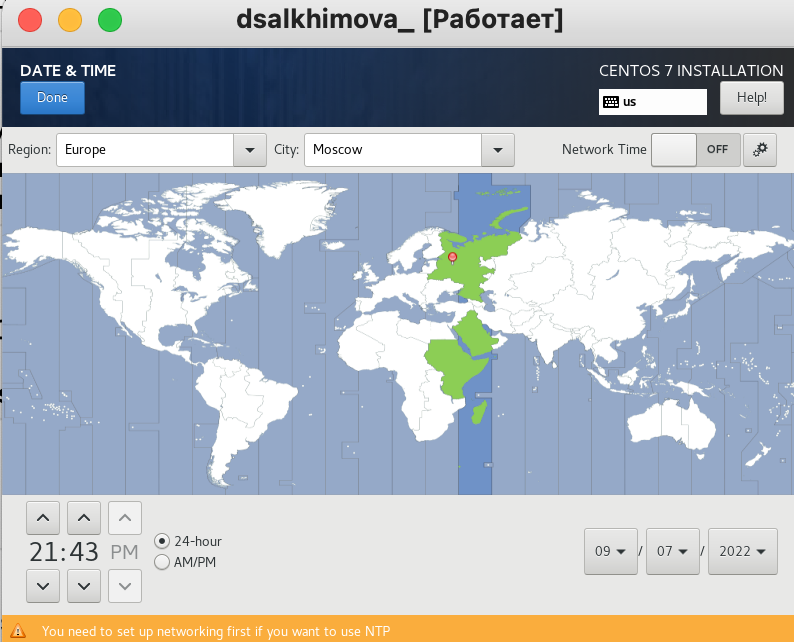 dsalkhimova_ [Работает]
DATE & TIME
CENTOS 7 INSTALLATION
Done
us
Help!
Region:
Europe
City:
Moscow
Network Time
OFF
21:43 PM
24-hour
AM/PM
09 / 07 / 2022
You need to set up networking first if you want to use NTP